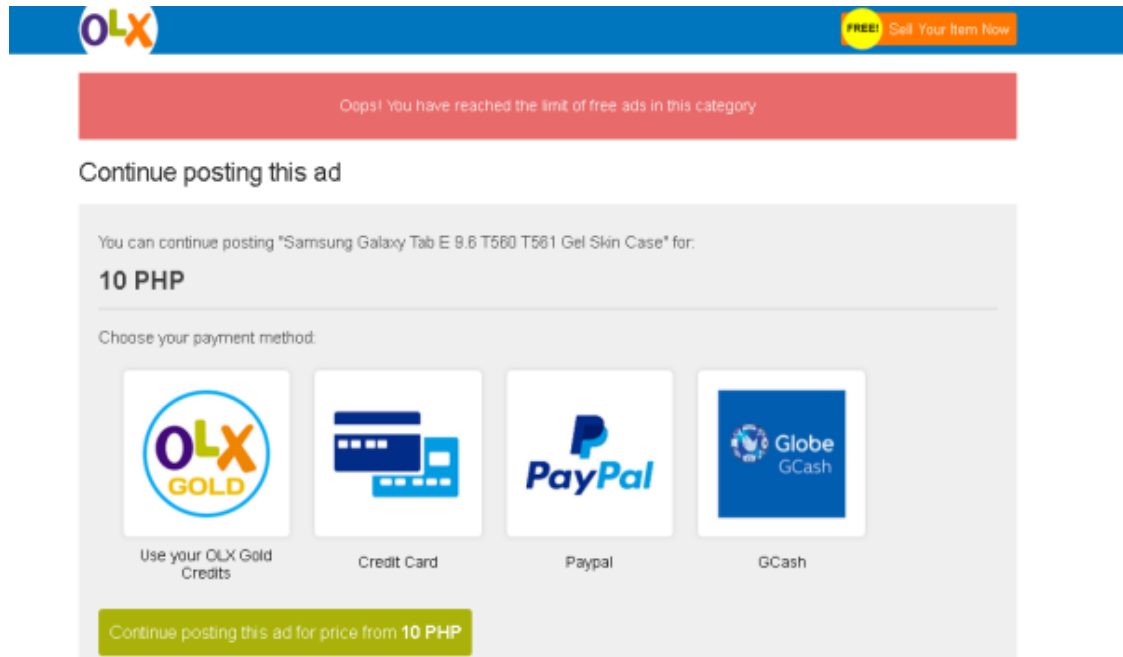 OLX
FREE! Sell Your Item Now
Oops! You have reached the limit of free ads in this category
Continue posting this ad
You can continue posting "Samsung Galaxy Tab E 9.6 T560 T561 Gel Skin Case" for:
10 PHP
Choose your payment method:
OLX
GOLD
PayPal
Globe
GCash
Use your OLX Gold
Credits
Credit Card
Paypal
GCash
Continue posting this ad for price from 10 PHP